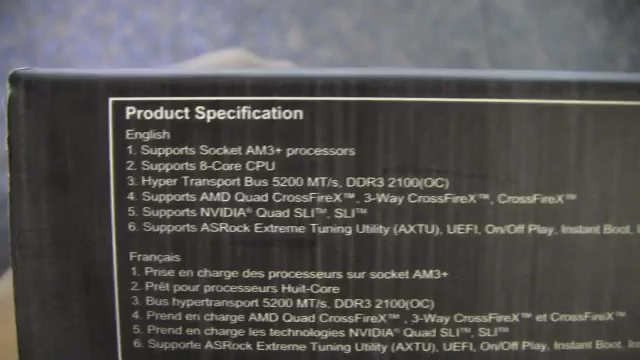 Product Specification
English
1. Supports Socket AM3+ processors
2. Supports 8-Core CPU
3. Hyper Transport Bus 5200 MT/s, DDR3 2100(OC)
4. Supports AMD Quad CrossFireX™, 3-Way CrossFireX™, CrossFireX™
5. Supports NVIDIA® Quad SLI™, SLI™
6. Supports ASRock Extreme Tuning Utility (AXTU), UEFI, On/Off Play, Instant Boot,
Français
1. Prise en charge des processeurs sur socket AM3+
2. Prêt pour processeurs Huit-Core
3. Bus hypertransport 5200 MT/s, DDR3 2100(OC)
4. Prend en charge AMD Quad CrossFireX™ , 3-Way CrossFireX™ et CrossFireX™
5. Prend en charge les technologies NVIDIA® Quad SLI™, SLI™
6. Supporte ASRock Extreme Tuning Utility (AXTU), UEFI, On/Off Play, Instant Boot,